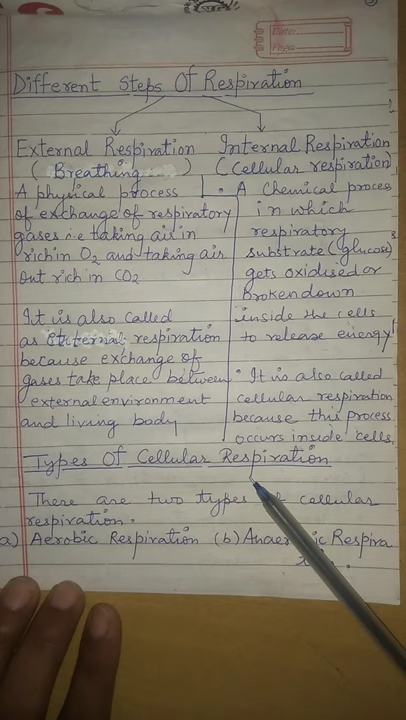 Date:
Page:
Different Steps Of Respiration
External Respiration
( Breathing )
A physical process
of exchange of respiratory
gases i.e taking air in
rich in O2 and taking air
out rich in CO2
It is also called
as External respiration
because exchange of
gases take place between
external environment
and living body
Internal Respiration
(Cellular respiration
• A Chemical process
in which
respiratory
substrate (glucose)
gets oxidised or
broken down
inside the cells
to release energy
• It is also called
cellular respiration
because this process
occurs inside cells
Types Of Cellular Respiration
There are two types of cellular
respiration.
a) Aerobic Respiration (b) Anaerobic Respira